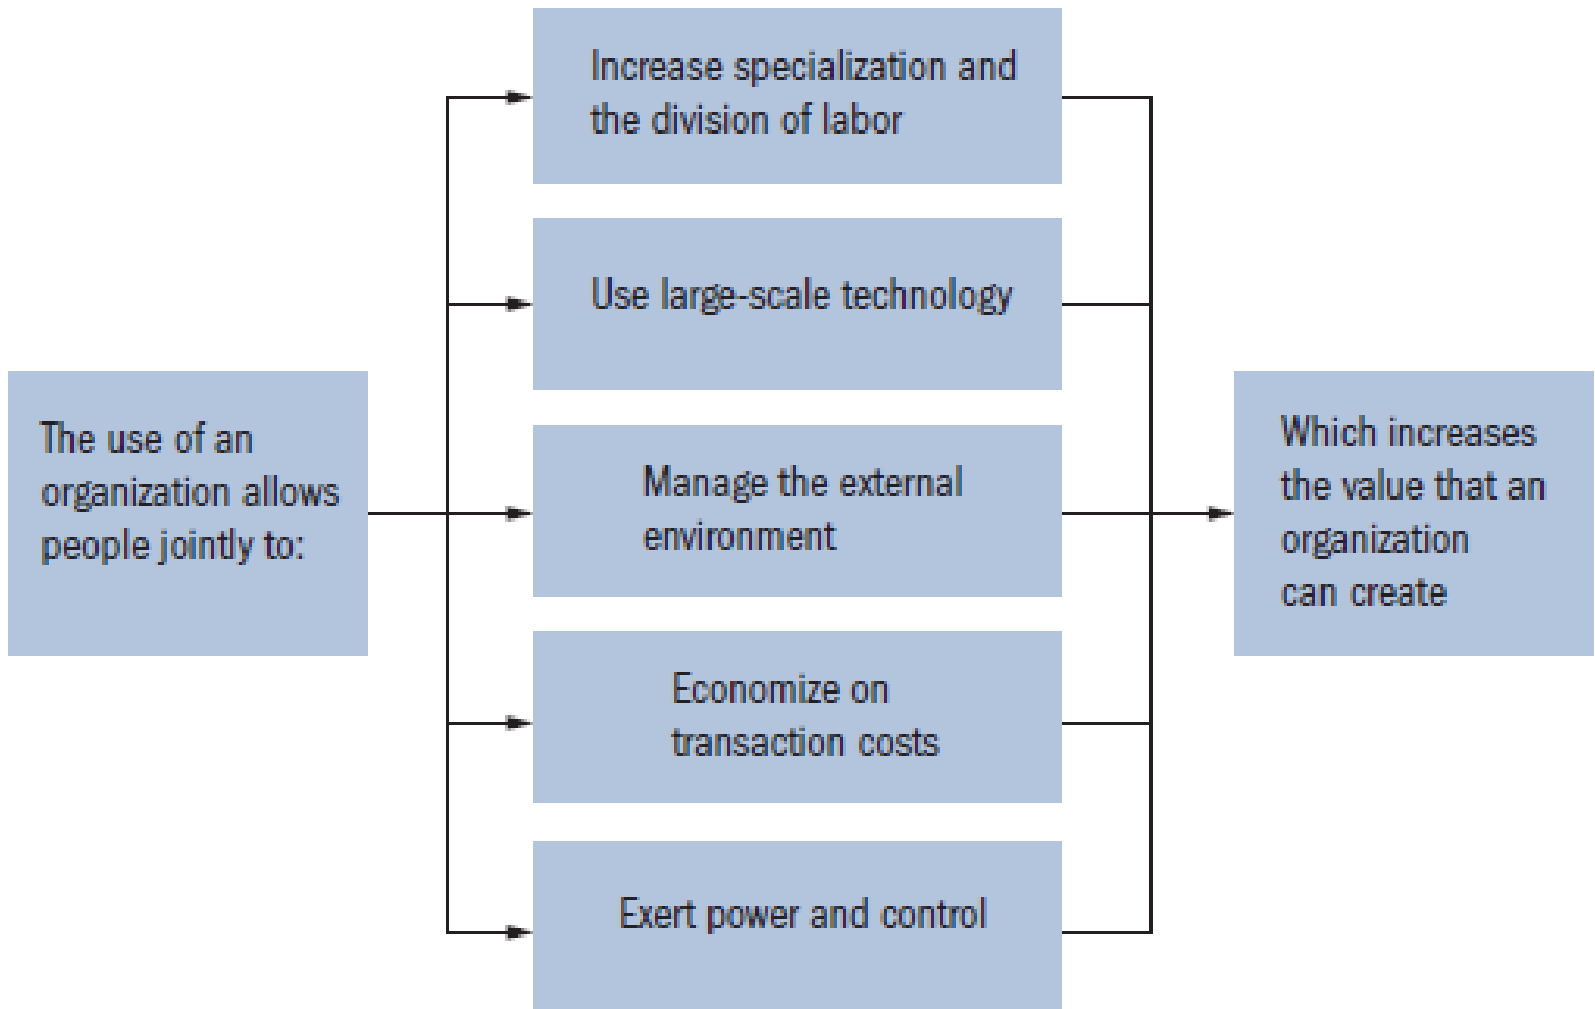 The use of an
organization allows
people jointly to:
Increase specialization and
the division of labor
Use large-scale technology
Manage the external
environment
Economize on
transaction costs
Exert power and control
Which increases
the value that an
organization
can create